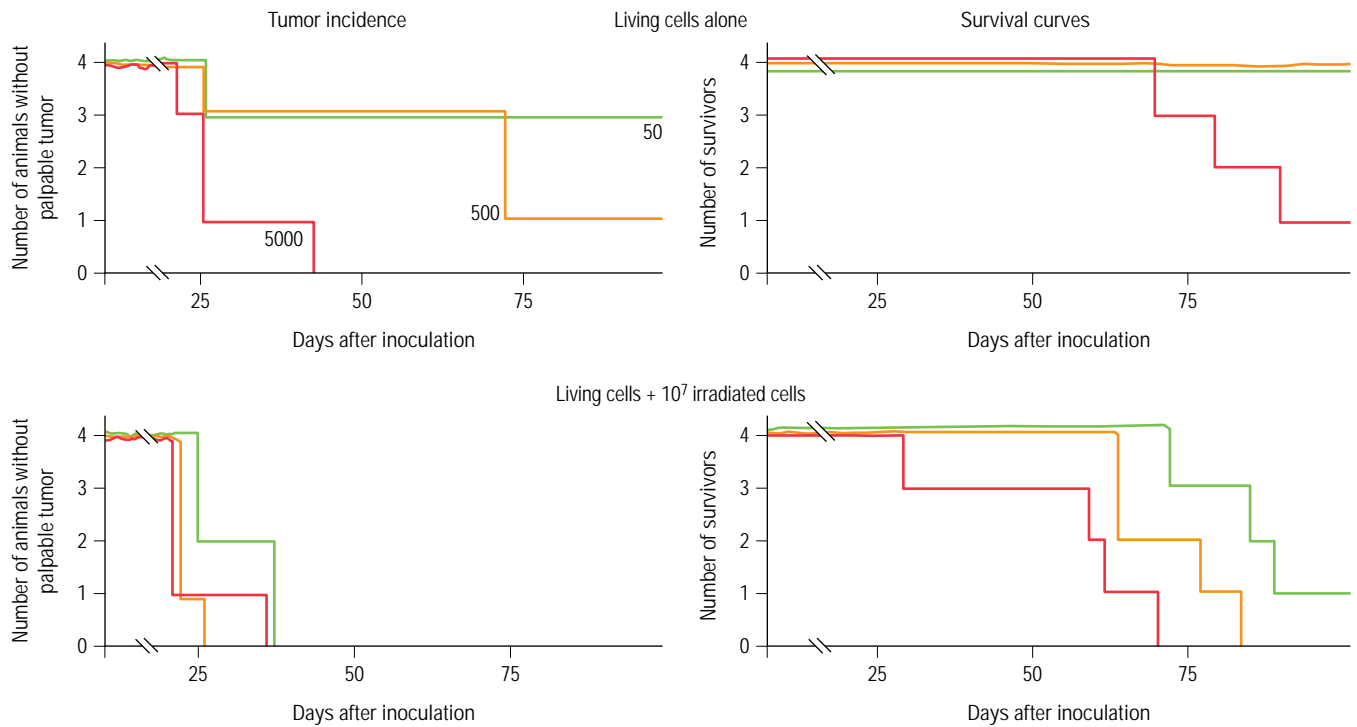 Tumor incidence
Living cells alone
Survival curves
Number of animals without
palpable tumor
4
3
2
1
0
50
500
5000
25
50
75
Days after inoculation
Number of survivors
4
3
2
1
0
25
50
75
Days after inoculation
Living cells + 10⁷ irradiated cells
Number of animals without
palpable tumor
4
3
2
1
0
25
50
75
Days after inoculation
Number of survivors
4
3
2
1
0
25
50
75
Days after inoculation